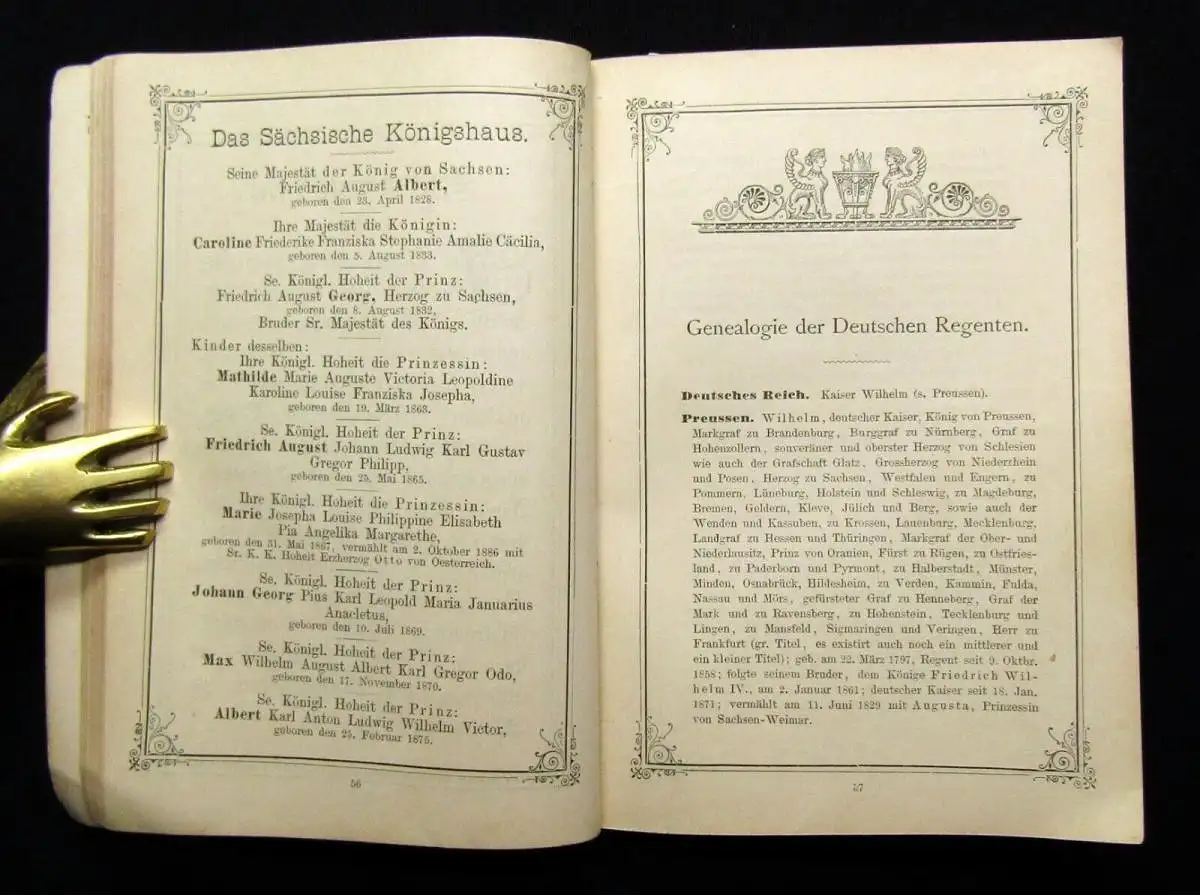 Das Sächsische Königshaus.
Seine Majestät der König von Sachsen:
Friedrich August Albert,
geboren den 23. April 1828.
Ihre Majestät die Königin:
Caroline Friederike Franziska Stephanie Amalie Cäcilia,
geboren den 5. August 1833.
Se. Königl. Hoheit der Prinz:
Friedrich August Georg, Herzog zu Sachsen,
geboren den 8. August 1832,
Bruder Sr. Majestät des Königs.
Kinder desselben:
Ihre Königl. Hoheit die Prinzessin:
Mathilde Marie Auguste Victoria Leopoldine
Karoline Louise Franziska Josepha,
geboren den 19. März 1863.
Se. Königl. Hoheit der Prinz:
Friedrich August Johann Ludwig Karl Gustav
Gregor Philipp,
geboren den 25. Mai 1865.
Ihre Königl. Hoheit die Prinzessin:
Marie Josepha Louise Philippine Elisabeth
Pia Angelika Margarethe,
geboren den 31. Mai 1867, vermählt am 2. Oktober 1886 mit
Sr. K. K. Hoheit Erzherzog Otto von Oesterreich.
Se. Königl. Hoheit der Prinz:
Johann Georg Pius Karl Leopold Maria Januarius
Anacletus,
geboren den 10. Juli 1869.
Se. Königl. Hoheit der Prinz:
Max Wilhelm August Albert Karl Gregor Odo,
geboren den 17. November 1870.
Se. Königl. Hoheit der Prinz:
Albert Karl Anton Ludwig Wilhelm Victor,
geboren den 25. Februar 1875.
56
Genealogie der Deutschen Regenten.
Deutsches Reich. Kaiser Wilhelm (s. Preussen).
Preussen. Wilhelm, deutscher Kaiser, König von Preussen,
Markgraf zu Brandenburg, Burggraf zu Nürnberg, Graf zu
Hohenzollern, souveräner und oberster Herzog von Schlesien
wie auch der Grafschaft Glatz, Grossherzog von Niederrhein
und Posen, Herzog zu Sachsen, Westfalen und Engern, zu
Pommern, Lüneburg, Holstein und Schleswig, zu Magdeburg,
Bremen, Geldern, Kleve, Jülich und Berg, sowie auch der
Wenden und Kassuben, zu Krossen, Lauenburg, Mecklenburg,
Landgraf zu Hessen und Thüringen, Markgraf der Ober- und
Niederlausitz, Prinz von Oranien, Fürst zu Rügen, zu Ostfries-
land, zu Paderborn und Pyrmont, zu Halberstadt, Münster,
Minden, Osnabrück, Hildesheim, zu Verden, Kammin, Fulda,
Nassau und Mörs, gefürsteter Graf zu Henneberg, Graf der
Mark und zu Ravensberg, zu Hohenstein, Tecklenburg und
Lingen, zu Mansfeld, Sigmaringen und Veringen, Herr zu
Frankfurt (gr. Titel, es existirt auch noch ein mittlerer und
ein kleiner Titel); geb. am 22. März 1797, Regent seit 9. Oktbr.
1858; folgte seinem Bruder, dem Könige Friedrich Wil-
helm IV., am 2. Januar 1861; deutscher Kaiser seit 18. Jan.
1871; vermählt am 11. Juni 1829 mit Augusta, Prinzessin
von Sachsen-Weimar.
57